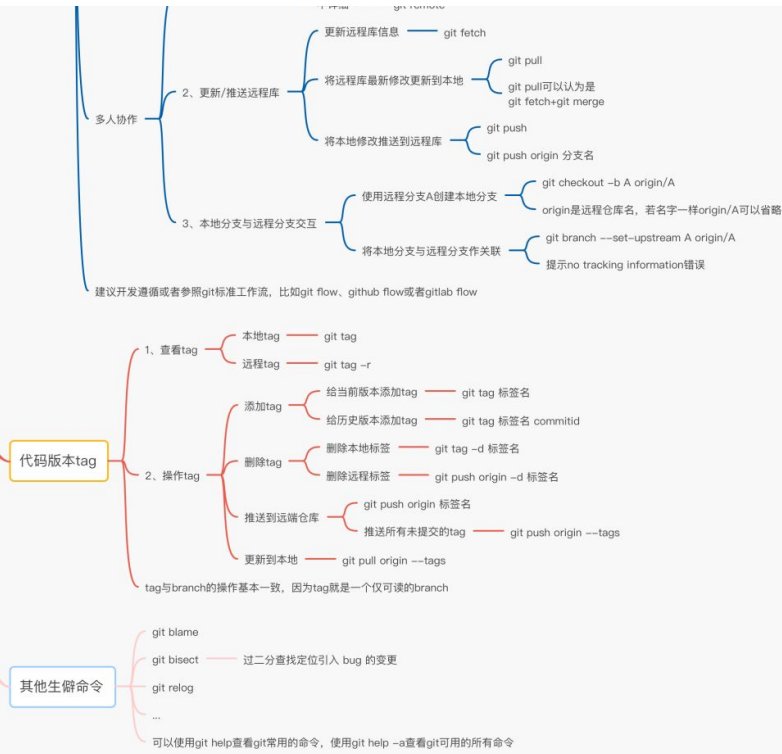 git remote
更新远程库信息
git fetch
2、更新/推送远程库
将远程库最新修改更新到本地
git pull
git pull可以认为是
git fetch+git merge
多人协作
将本地修改推送到远程库
git push
git push origin 分支名
3、本地分支与远程分支交互
使用远程分支A创建本地分支
git checkout -b A origin/A
origin是远程仓库名，若名字一样origin/A可以省略
将本地分支与远程分支作关联
git branch --set-upstream A origin/A
提示no tracking information错误
建议开发遵循或者参照git标准工作流，比如git flow、github flow或者gitlab flow
代码版本tag
1、查看tag
本地tag
git tag
远程tag
git tag -r
2、操作tag
添加tag
给当前版本添加tag
git tag 标签名
给历史版本添加tag
git tag 标签名 commitid
删除tag
删除本地标签
git tag -d 标签名
删除远程标签
git push origin -d 标签名
推送到远端仓库
git push origin 标签名
推送所有未提交的tag
git push origin --tags
更新到本地
git pull origin --tags
tag与branch的操作基本一致，因为tag就是一个仅可读的branch
其他生僻命令
git blame
git bisect
过二分查找定位引入 bug 的变更
git relog
...
可以使用git help查看git常用的命令，使用git help -a查看git可用的所有命令